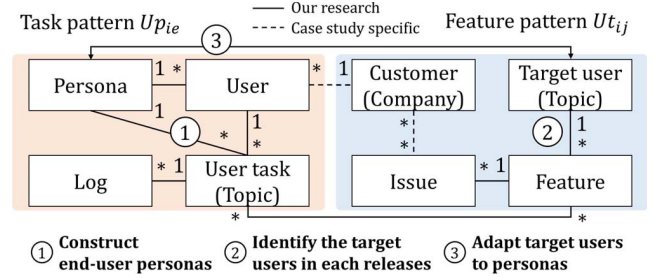 Task pattern Up_ie
Our research
Case study specific
Feature pattern Ut_ij
3
Persona
1 *
User
* 1
Customer
(Company)
Target user
(Topic)
1
1
*
1
*
*
*
2
1
*
Log
* 1
User task
(Topic)
Issue
* 1
Feature
*
*
1 Construct
end-user personas
2 Identify the target
users in each releases
3 Adapt target users
to personas